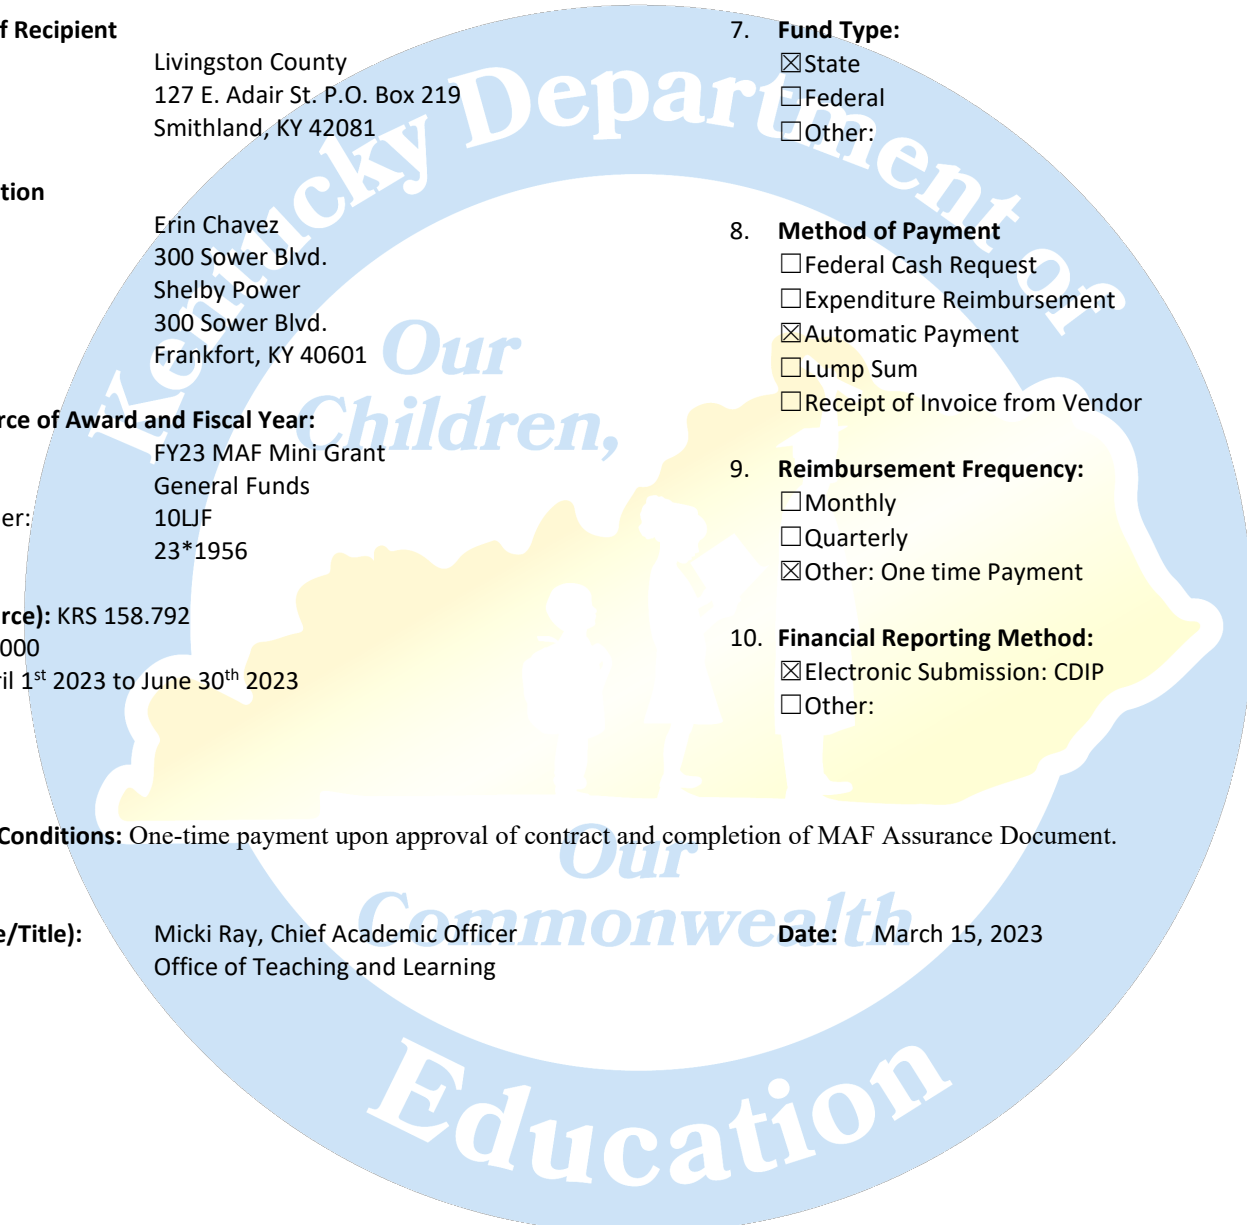 f Recipient
Livingston County
127 E. Adair St. P.O. Box 219
Smithland, KY 42081
tion
Erin Chavez
300 Sower Blvd.
Shelby Power
300 Sower Blvd.
Frankfort, KY 40601
rce of Award and Fiscal Year:
FY23 MAF Mini Grant
General Funds
er: 10LJF
23*1956
rce): KRS 158.792
000
ril 1st 2023 to June 30th 2023
7. Fund Type:
☒State
☐Federal
☐Other:
8. Method of Payment
☐Federal Cash Request
☐Expenditure Reimbursement
☒Automatic Payment
☐Lump Sum
☐Receipt of Invoice from Vendor
9. Reimbursement Frequency:
☐Monthly
☐Quarterly
☒Other: One time Payment
10. Financial Reporting Method:
☒Electronic Submission: CDIP
☐Other:
Conditions: One-time payment upon approval of contract and completion of MAF Assurance Document.
e/Title): Micki Ray, Chief Academic Officer Date: March 15, 2023
Office of Teaching and Learning
Kentucky Department of
Education
Our
Children,
Our
Commonwealth